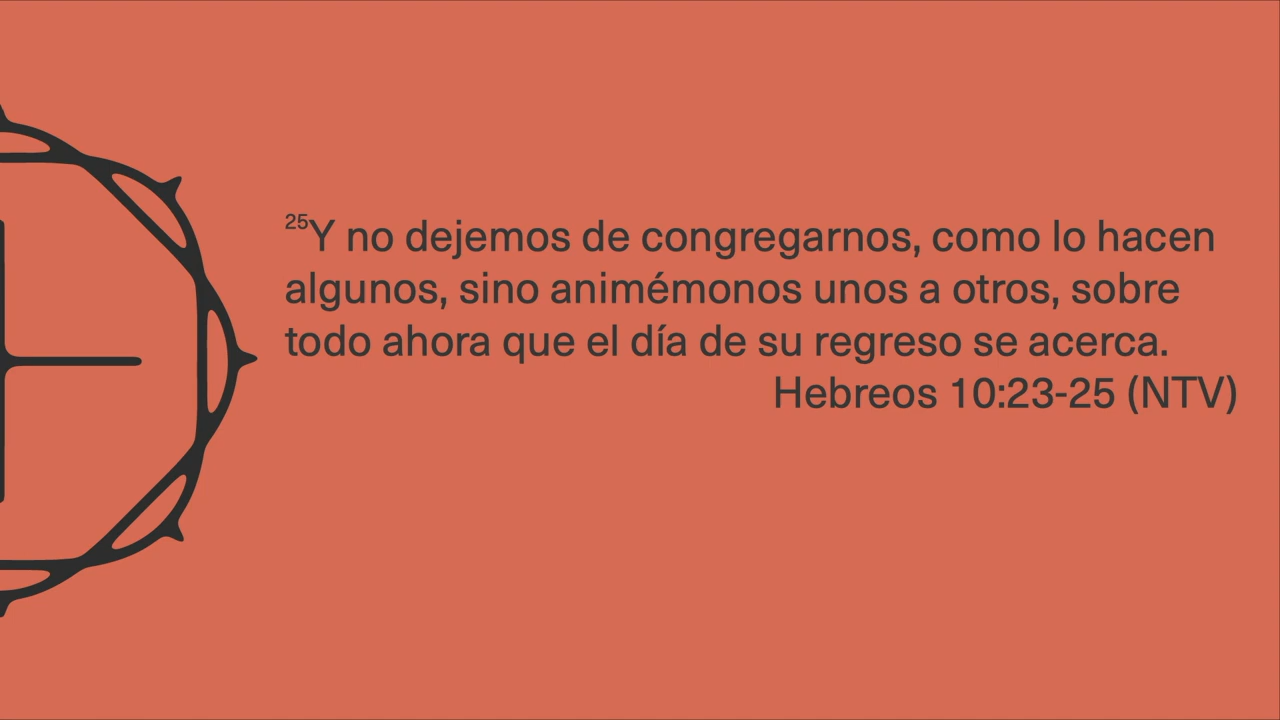 25Y no dejemos de congregarnos, como lo hacen
algunos, sino animémonos unos a otros, sobre
todo ahora que el día de su regreso se acerca.
Hebreos 10:23-25 (NTV)